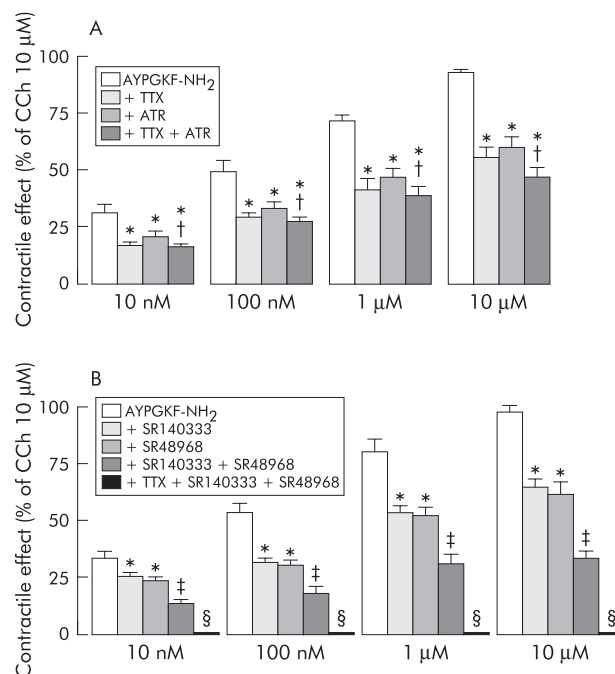 A
Contractile effect (% of CCh 10 µM)
100
75
50
25
0
AYPGKF-NH2
+ TTX
+ ATR
+ TTX + ATR
* * * †
* * * †
* * * †
* * * †
10 nM
100 nM
1 µM
10 µM
B
Contractile effect (% of CCh 10 µM)
100
75
50
25
0
AYPGKF-NH2
+ SR140333
+ SR48968
+ SR140333 + SR48968
+ TTX + SR140333 + SR48968
* * ‡ §
* * ‡ §
* * ‡ §
* * ‡ §
10 nM
100 nM
1 µM
10 µM